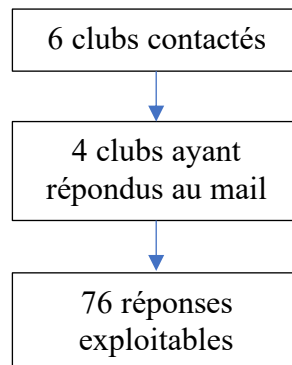 6 clubs contactés
4 clubs ayant
répondus au mail
76 réponses
exploitables